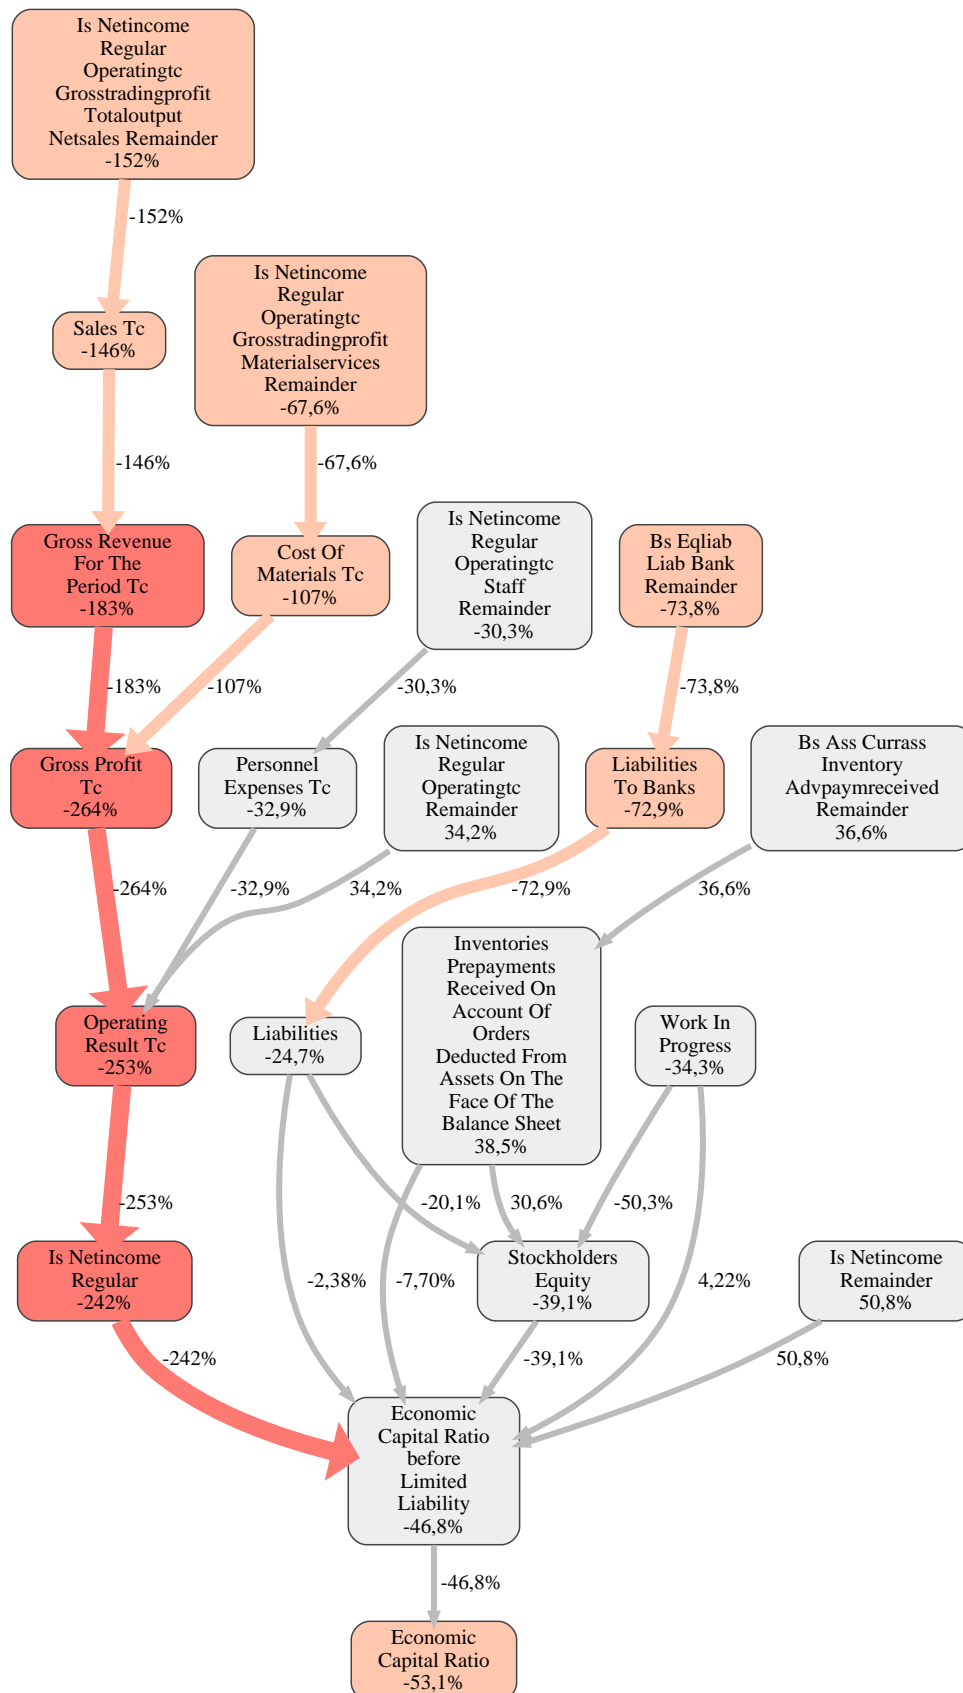 Is Netincome
Regular
Operatingtc
Grosstradingprofit
Totaloutput
Netsales Remainder
-152%
-152%
Sales Tc
-146%
Is Netincome
Regular
Operatingtc
Grosstradingprofit
Materialservices
Remainder
-67,6%
-146%
-67,6%
Gross Revenue
For The
Period Tc
-183%
Cost Of
Materials Tc
-107%
Is Netincome
Regular
Operatingtc
Staff
Remainder
-30,3%
Bs Eqliab
Liab Bank
Remainder
-73,8%
-183%
-107%
-30,3%
-73,8%
Gross Profit
Tc
-264%
Personnel
Expenses Tc
-32,9%
Is Netincome
Regular
Operatingtc
Remainder
34,2%
Liabilities
To Banks
-72,9%
Bs Ass Currass
Inventory
Advpaymreceived
Remainder
36,6%
-264%
-32,9%
34,2%
-72,9%
36,6%
Operating
Result Tc
-253%
Liabilities
-24,7%
Inventories
Prepayments
Received On
Account Of
Orders
Deducted From
Assets On The
Face Of The
Balance Sheet
38,5%
Work In
Progress
-34,3%
-253%
-20,1%
30,6%
-50,3%
Is Netincome
Regular
-242%
-2,38%
-7,70%
Stockholders
Equity
-39,1%
4,22%
Is Netincome
Remainder
50,8%
-242%
-39,1%
50,8%
Economic
Capital Ratio
before
Limited
Liability
-46,8%
-46,8%
Economic
Capital Ratio
-53,1%